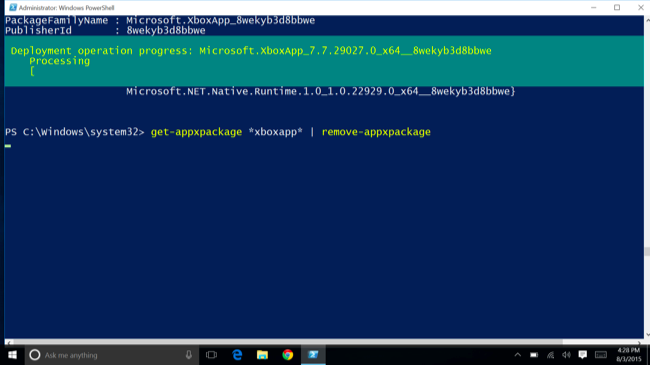 Administrator: Windows PowerShell
PackageFamilyName : Microsoft.XboxApp_8wekyb3d8bbwe
PublisherId : 8wekyb3d8bbwe
Deployment operation progress: Microsoft.XboxApp_7.7.29027.0_x64__8wekyb3d8bbwe
Processing
[
Microsoft.NET.Native.Runtime.1.0_1.0.22929.0_x64__8wekyb3d8bbwe}
PS C:\Windows\system32> get-appxpackage *xboxapp* | remove-appxpackage
Ask me anything
4:28 PM
8/3/2015